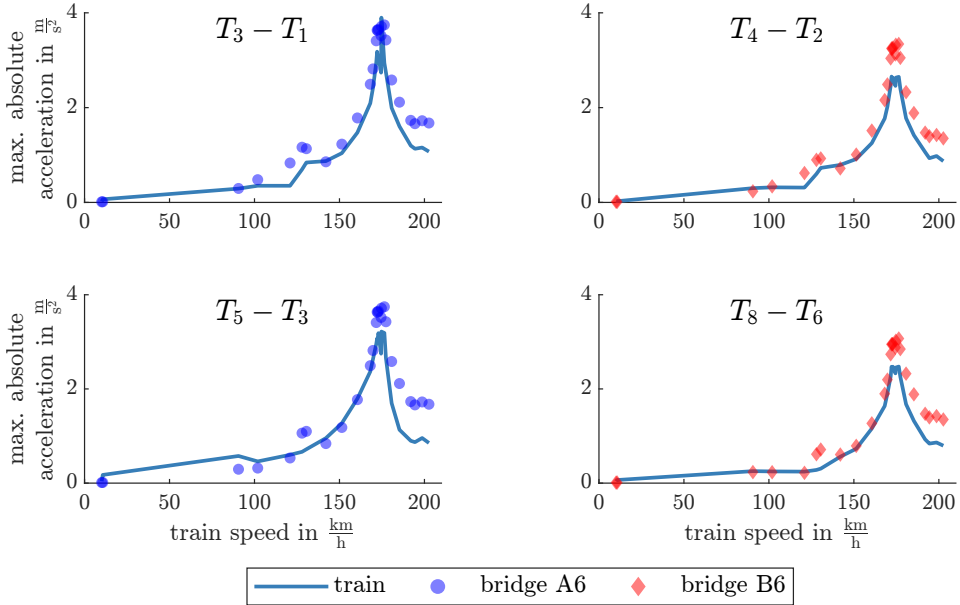 max. absolute
acceleration in m/s²
T₃ − T₁
4
2
0
0 50 100 150 200
T₄ − T₂
4
2
0
0 50 100 150 200
max. absolute
acceleration in m/s²
T₅ − T₃
4
2
0
0 50 100 150 200
train speed in km/h
T₈ − T₆
4
2
0
0 50 100 150 200
train speed in km/h
train bridge A6 bridge B6